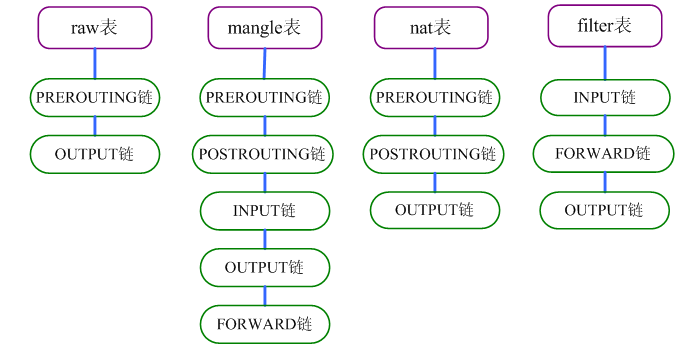 raw表
PREROUTING链
OUTPUT链
mangle表
PREROUTING链
POSTROUTING链
INPUT链
OUTPUT链
FORWARD链
nat表
PREROUTING链
POSTROUTING链
OUTPUT链
filter表
INPUT链
FORWARD链
OUTPUT链